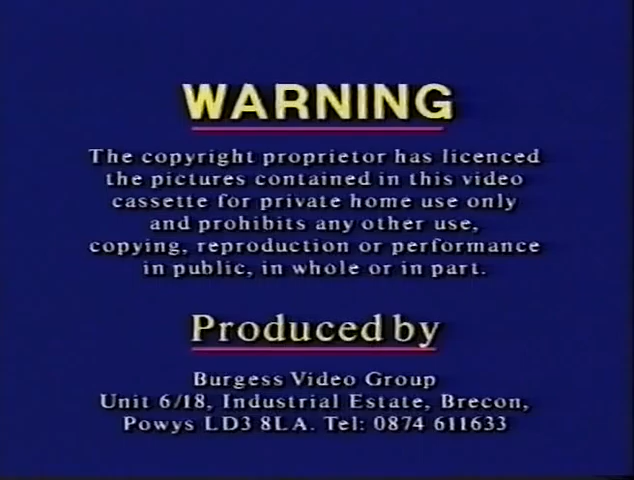 WARNING
The copyright proprietor has licenced
the pictures contained in this video
cassette for private home use only
and prohibits any other use,
copying, reproduction or performance
in public, in whole or in part.
Produced by
Burgess Video Group
Unit 6/18, Industrial Estate, Brecon,
Powys LD3 8LA. Tel: 0874 611633